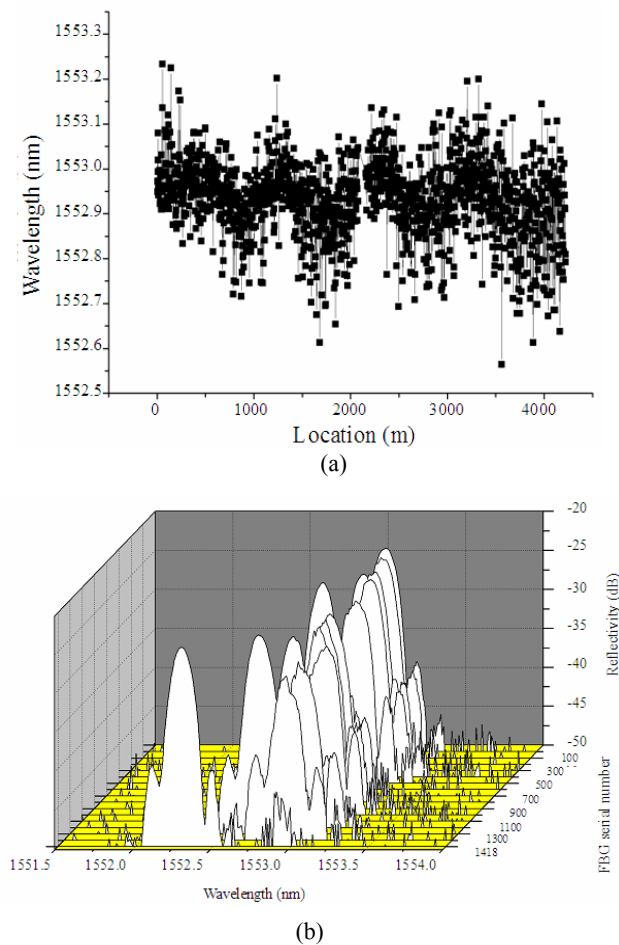 1553.3
1553.2
1553.1
1553.0
1552.9
1552.8
1552.7
1552.6
1552.5
Wavelength (nm)
0 1000 2000 3000 4000
Location (m)
(a)
-20
-25
-30
-35
-40
-45
-50
Reflectivity (dB)
100
300
500
700
900
1100
1300
1418
FBG serial number
1551.5 1552.0 1552.5 1553.0 1553.5 1554.0
Wavelength (nm)
(b)